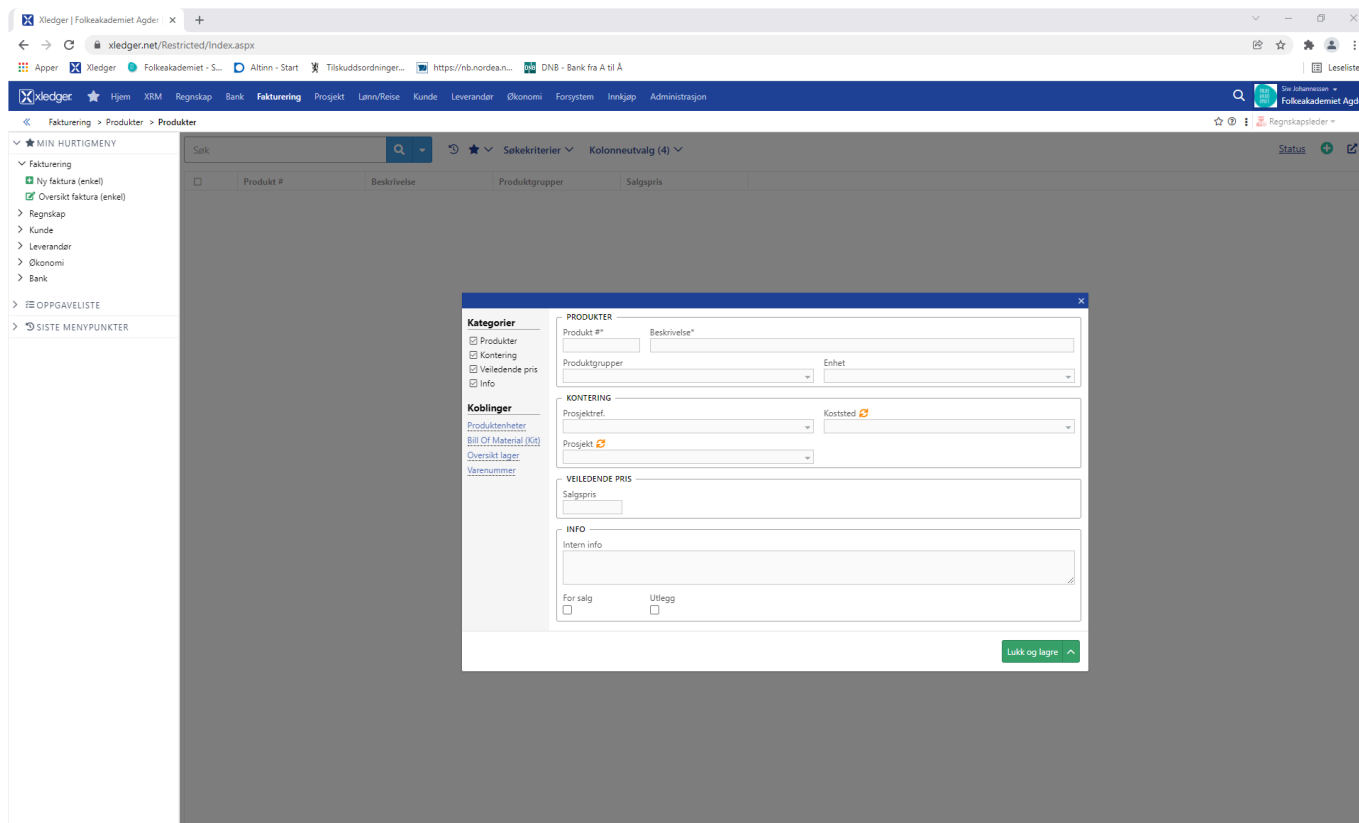 Xledger | Folkeakademiet Agder
xledger.net/Restricted/Index.aspx
Apper Xledger Folkeakademiet - S... Altinn - Start Tilskuddsordninger... https://nb.nordea.n... DNB - Bank fra A til Å Leseliste
xledger Hjem XRM Regnskap Bank Fakturering Prosjekt Lønn/Reise Kunde Leverandør Økonomi Forsystem Innkjøp Administrasjon
Siw Johannessen
Folkeakademiet Agd
Fakturering > Produkter > Produkter
Regnskapsleder
MIN HURTIGMENY
Fakturering
Ny faktura (enkel)
Oversikt faktura (enkel)
Regnskap
Kunde
Leverandør
Økonomi
Bank
OPPGAVELISTE
SISTE MENYPUNKTER
Søk Søkekriterier Kolonneutvalg (4) Status
Produkt # Beskrivelse Produktgrupper Salgspris
Kategorier
Produkter
Kontering
Veiledende pris
Info
Koblinger
Produktenheter
Bill Of Material (Kit)
Oversikt lager
Varenummer
PRODUKTER
Produkt #* Beskrivelse*
Produktgrupper Enhet
KONTERING
Prosjektref. Koststed
Prosjekt
VEILEDENDE PRIS
Salgspris
INFO
Intern info
For salg Utlegg
Lukk og lagre